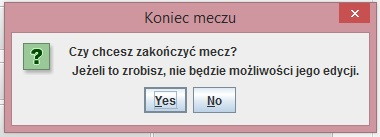 Koniec meczu
Czy chcesz zakończyć mecz?
Jeżeli to zrobisz, nie będzie możliwości jego edycji.
Yes No